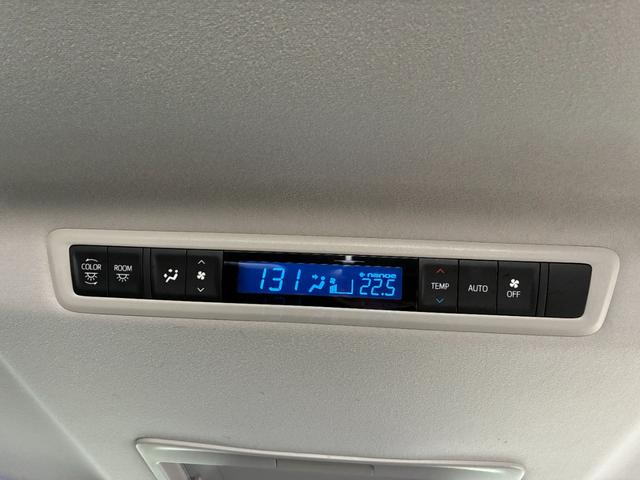 COLOR
ROOM
131
nanoe
22.5
TEMP
AUTO
OFF